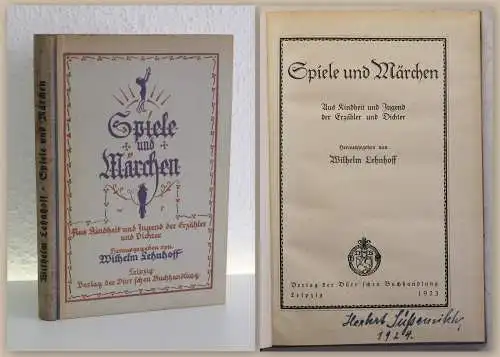 Wilhelm Lehnhoff * Spiele und Märchen
Spiele
und
Märchen
Aus Kindheit und Jugend der Erzähler
und Dichter
Herausgegeben von
Wilhelm Lehnhoff
Leipzig
Verlag der Dürr'schen Buchhandlung
Spiele und Märchen
Aus Kindheit und Jugend
der Erzähler und Dichter
Herausgegeben von
Wilhelm Lehnhoff
Verlag der Dürr'schen Buchhandlung
Leipzig 1923
Herbert
1924.